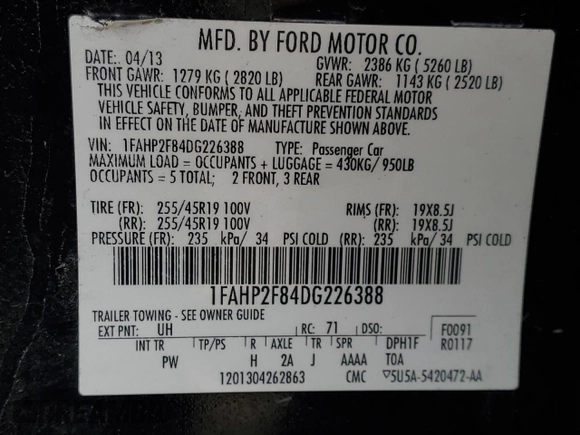 MFD. BY FORD MOTOR CO.
DATE: 04/13 GVWR: 2386 KG ( 5260 LB)
FRONT GAWR: 1279 KG ( 2820 LB) REAR GAWR: 1143 KG ( 2520 LB)
THIS VEHICLE CONFORMS TO ALL APPLICABLE FEDERAL MOTOR
VEHICLE SAFETY, BUMPER, AND THEFT PREVENTION STANDARDS
IN EFFECT ON THE DATE OF MANUFACTURE SHOWN ABOVE.
VIN: 1FAHP2F84DG226388 TYPE: Passenger Car
MAXIMUM LOAD = OCCUPANTS + LUGGAGE = 430KG/ 950LB
OCCUPANTS = 5 TOTAL; 2 FRONT, 3 REAR
TIRE (FR): 255/45R19 100V RIMS (FR): 19X8.5J
(RR): 255/45R19 100V (RR): 19X8.5J
PRESSURE (FR): 235 kPa/ 34 PSI COLD (RR): 235 kPa/ 34 PSI COLD
1FAHP2F84DG226388
TRAILER TOWING - SEE OWNER GUIDE
EXT PNT: UH RC: 71 DSO: F0091
INT TR TP/PS R AXLE TR SPR DPH1F R0117
PW H 2A J AAAA TOA
1201304262863 CMC ▽5U5A-5420472-AA